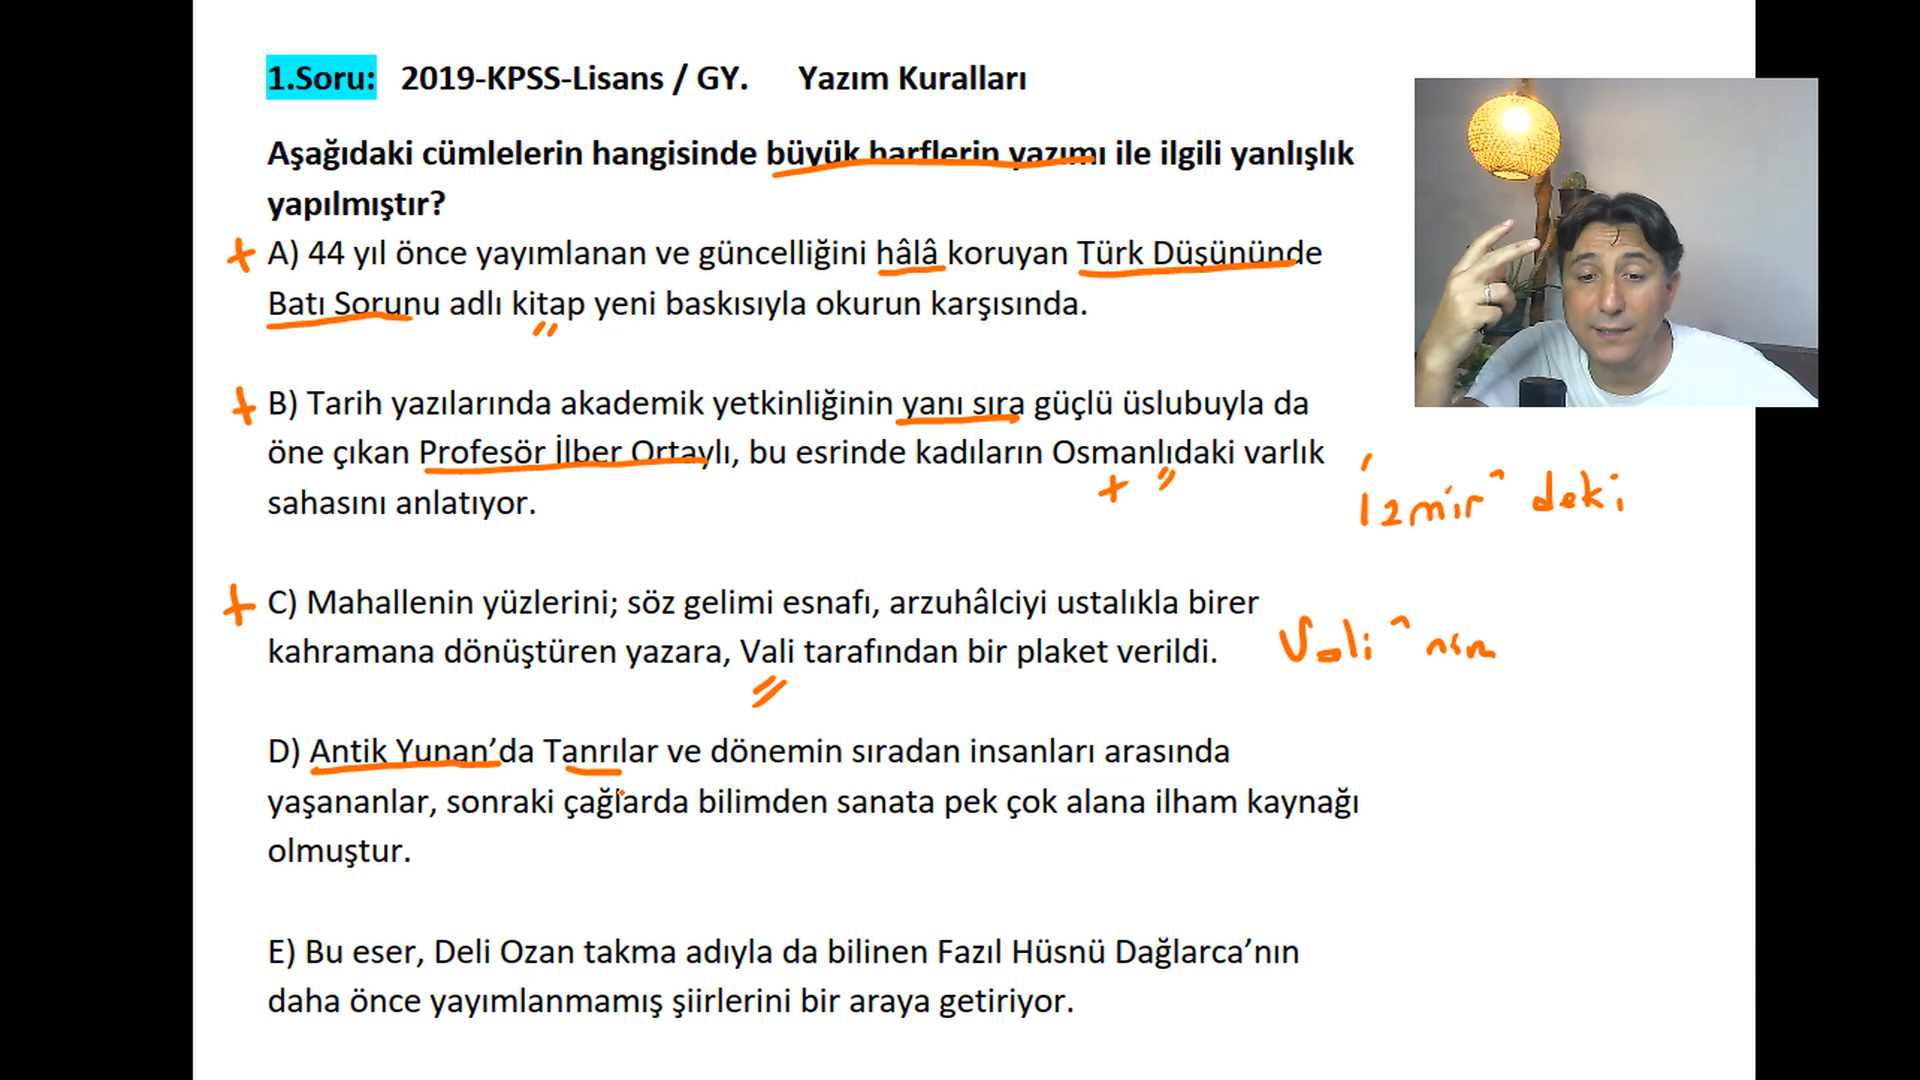 1.Soru: 2019-KPSS-Lisans / GY. Yazım Kuralları
Aşağıdaki cümlelerin hangisinde büyük harflerin yazımı ile ilgili yanlışlık
yapılmıştır?
A) 44 yıl önce yayımlanan ve güncelliğini hâlâ koruyan Türk Düşününde
Batı Sorunu adlı kitap yeni baskısıyla okurun karşısında.
B) Tarih yazılarında akademik yetkinliğinin yanı sıra güçlü üslubuyla da
öne çıkan Profesör İlber Ortaylı, bu esrinde kadıların Osmanlıdaki varlık
sahasını anlatıyor.
İzmir'deki
C) Mahallenin yüzlerini; söz gelimi esnafı, arzuhâlciyi ustalıkla birer
kahramana dönüştüren yazara, Vali tarafından bir plaket verildi.
Vali'nin
D) Antik Yunan’da Tanrılar ve dönemin sıradan insanları arasında
yaşananlar, sonraki çağlarda bilimden sanata pek çok alana ilham kaynağı
olmuştur.
E) Bu eser, Deli Ozan takma adıyla da bilinen Fazıl Hüsnü Dağlarca’nın
daha önce yayımlanmamış şiirlerini bir araya getiriyor.